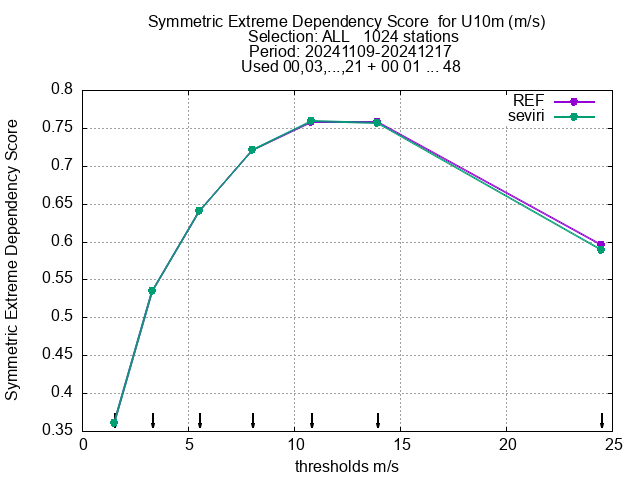 Symmetric Extreme Dependency Score for U10m (m/s)
Selection: ALL 1024 stations
Period: 20241109-20241217
Used 00,03,...,21 + 00 01 ... 48
REF
seviri
Symmetric Extreme Dependency Score
0.8
0.75
0.7
0.65
0.6
0.55
0.5
0.45
0.4
0.35
0 5 10 15 20 25
thresholds m/s